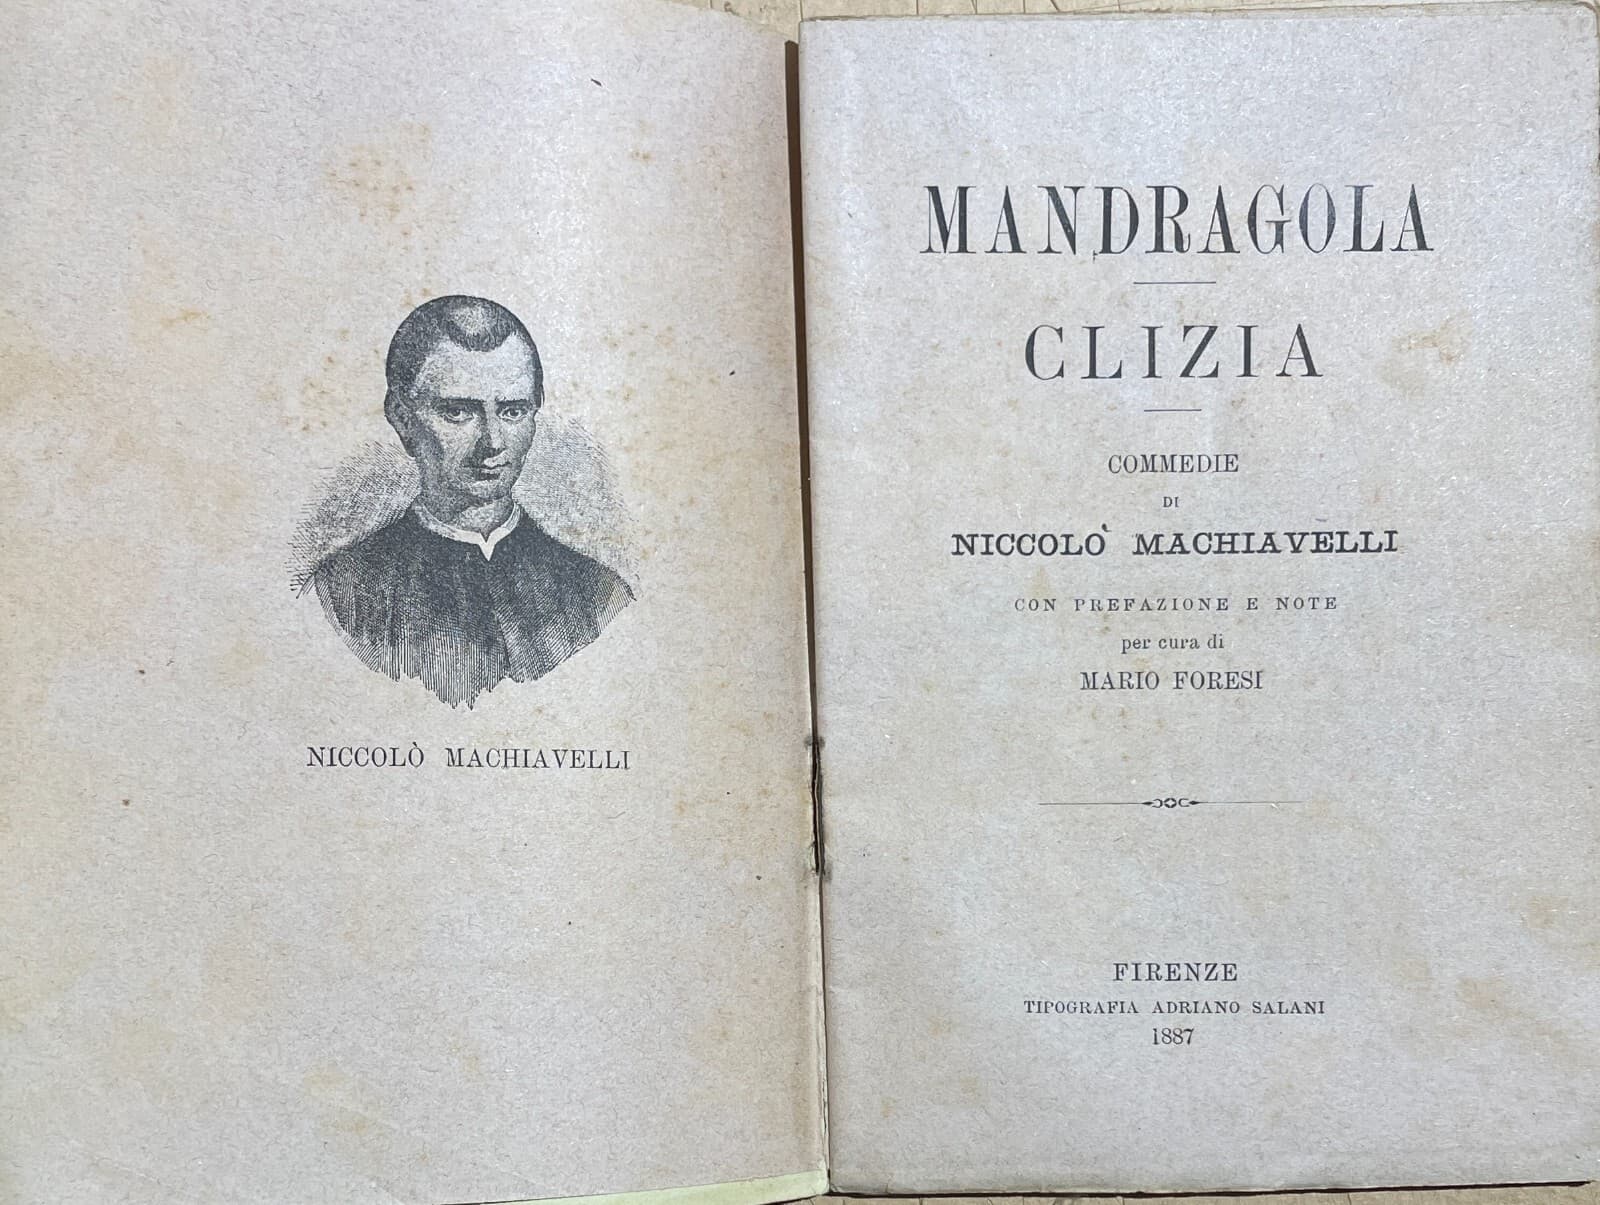 NICCOLÒ MACHIAVELLI
MANDRAGOLA
CLIZIA
COMMEDIE
DI
NICCOLÒ MACHIAVELLI
CON PREFAZIONE E NOTE
per cura di
MARIO FORESI
FIRENZE
TIPOGRAFIA ADRIANO SALANI
1887